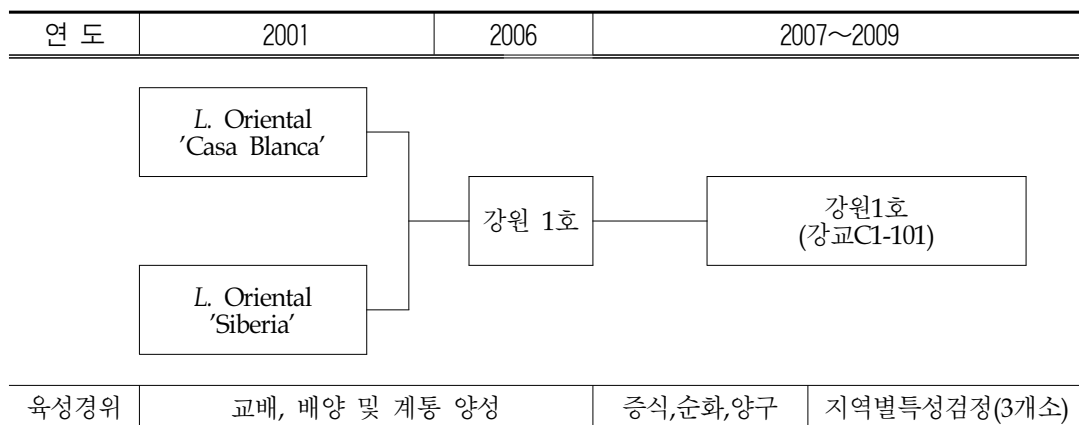 연 도 2001 2006 2007~2009
L. Oriental
'Casa Blanca'
강원 1호
강원1호
(강교C1-101)
L. Oriental
'Siberia'
육성경위 교배, 배양 및 계통 양성 증식,순화,양구 지역별특성검정(3개소)